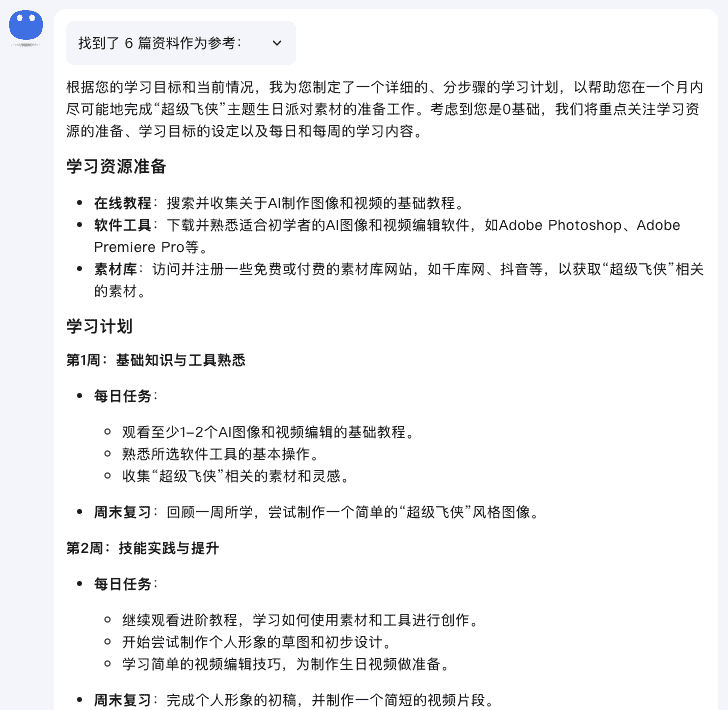 找到了 6 篇资料作为参考：
根据您的学习目标和当前情况，我为您制定了一个详细的、分步骤的学习计划，以帮助您在一个月内
尽可能地完成“超级飞侠”主题生日派对素材的准备工作。考虑到您是0基础，我们将重点关注学习资
源的准备、学习目标的设定以及每日和每周的学习内容。
学习资源准备
• 在线教程：搜索并收集关于AI制作图像和视频的基础教程。
• 软件工具：下载并熟悉适合初学者的AI图像和视频编辑软件，如Adobe Photoshop、Adobe
Premiere Pro等。
• 素材库：访问并注册一些免费或付费的素材库网站，如千库网、抖音等，以获取“超级飞侠”相关
的素材。
学习计划
第1周：基础知识与工具熟悉
• 每日任务：
◦ 观看至少1-2个AI图像和视频编辑的基础教程。
◦ 熟悉所选软件工具的基本操作。
◦ 收集“超级飞侠”相关的素材和灵感。
• 周末复习：回顾一周所学，尝试制作一个简单的“超级飞侠”风格图像。
第2周：技能实践与提升
• 每日任务：
◦ 继续观看进阶教程，学习如何使用素材和工具进行创作。
◦ 开始尝试制作个人形象的草图和初步设计。
◦ 学习简单的视频编辑技巧，为制作生日视频做准备。
• 周末复习：完成个人形象的初稿，并制作一个简短的视频片段。